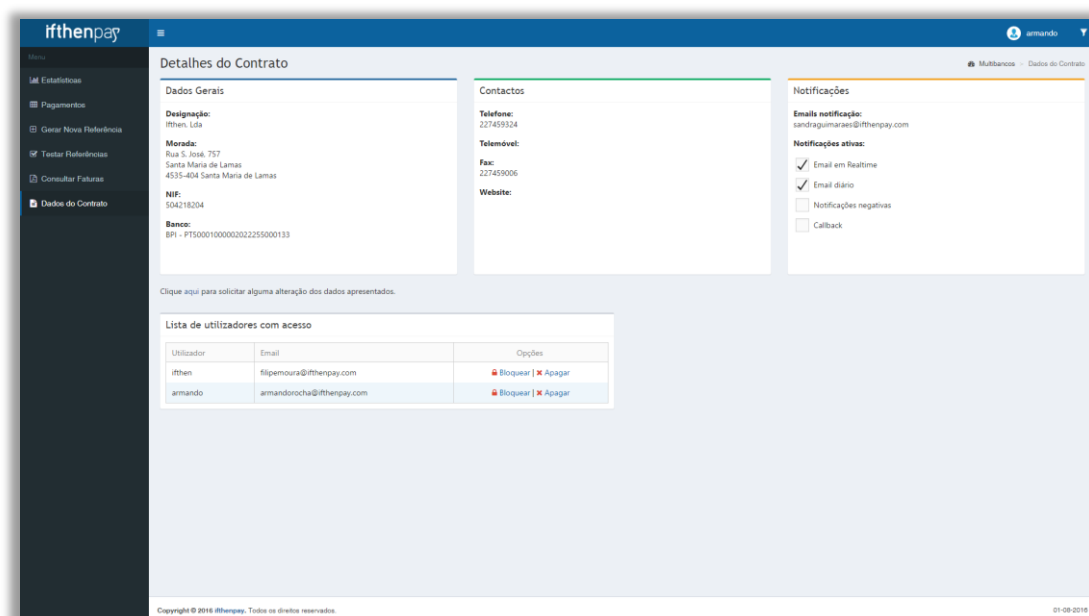 ifthenpay
armando
Menu
Estatísticas
Pagamentos
Gerar Nova Referência
Testar Referências
Consultar Faturas
Dados do Contrato
Detalhes do Contrato
Multibancos > Dados do Contrato
Dados Gerais
Designação:
Ifthen, Lda
Morada:
Rua S. José, 757
Santa Maria de Lamas
4535-404 Santa Maria de Lamas
NIF:
504218204
Banco:
BPI - PT50001000002022255000133
Contactos
Telefone:
227459324
Telemóvel:
Fax:
227459006
Website:
Notificações
Emails notificação:
sandraguimaraes@ifthenpay.com
Notificações ativas:
Email em Realtime
Email diário
Notificações negativas
Callback
Clique aqui para solicitar alguma alteração dos dados apresentados.
Lista de utilizadores com acesso
Utilizador Email Opções
ifthen filipemoura@ifthenpay.com Bloquear | Apagar
armando armandorocha@ifthenpay.com Bloquear | Apagar
Copyright © 2016 ifthenpay. Todos os direitos reservados.
01-08-2016